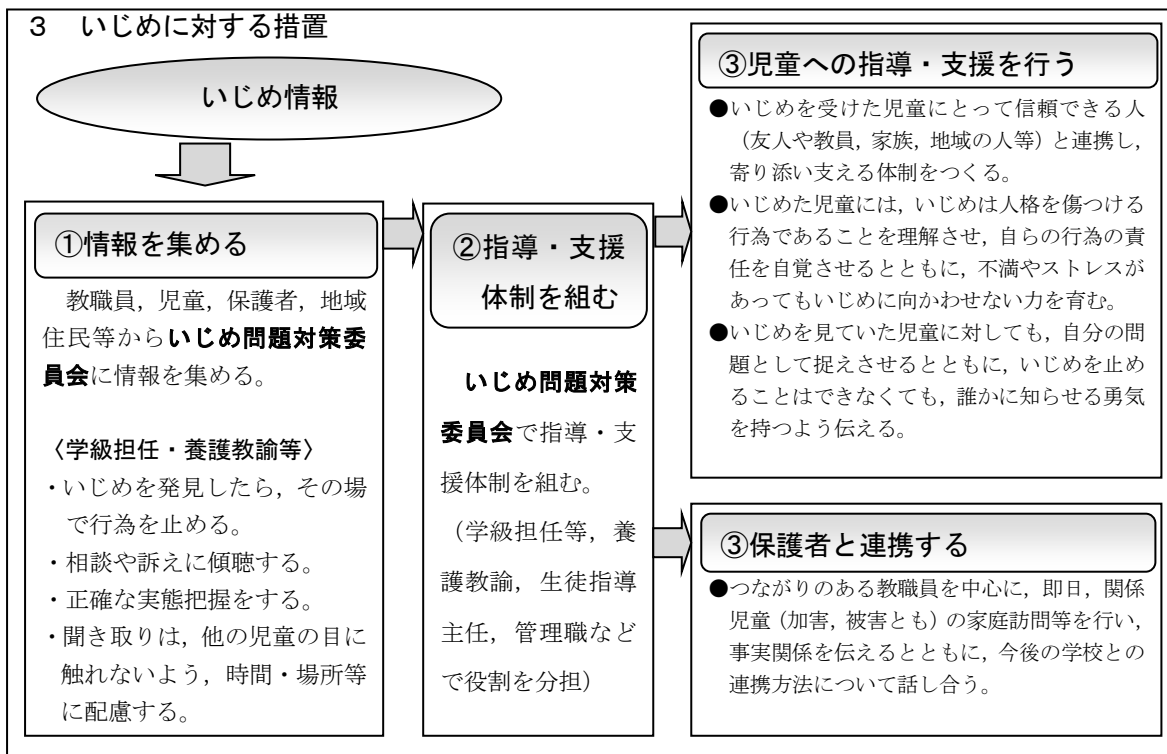 3 いじめに対する措置
いじめ情報
①情報を集める
教職員，児童，保護者，地域
住民等からいじめ問題対策委
員会に情報を集める。
〈学級担任・養護教諭等〉
・いじめを発見したら，その場
で行為を止める。
・相談や訴えに傾聴する。
・正確な実態把握をする。
・聞き取りは，他の児童の目に
触れないよう，時間・場所等
に配慮する。
②指導・支援
体制を組む
いじめ問題対策
委員会で指導・支
援体制を組む。
（学級担任等，養
護教諭，生徒指導
主任，管理職など
で役割を分担）
③児童への指導・支援を行う
●いじめを受けた児童にとって信頼できる人
（友人や教員，家族，地域の人等）と連携し，
寄り添い支える体制をつくる。
●いじめた児童には，いじめは人格を傷つける
行為であることを理解させ，自らの行為の責
任を自覚させるとともに，不満やストレスが
あってもいじめに向かわせない力を育む。
●いじめを見ていた児童に対しても，自分の問
題として捉えさせるとともに，いじめを止め
ることはできなくても，誰かに知らせる勇気
を持つよう伝える。
③保護者と連携する
●つながりのある教職員を中心に，即日，関係
児童（加害，被害とも）の家庭訪問等を行い，
事実関係を伝えるとともに，今後の学校との
連携方法について話し合う。